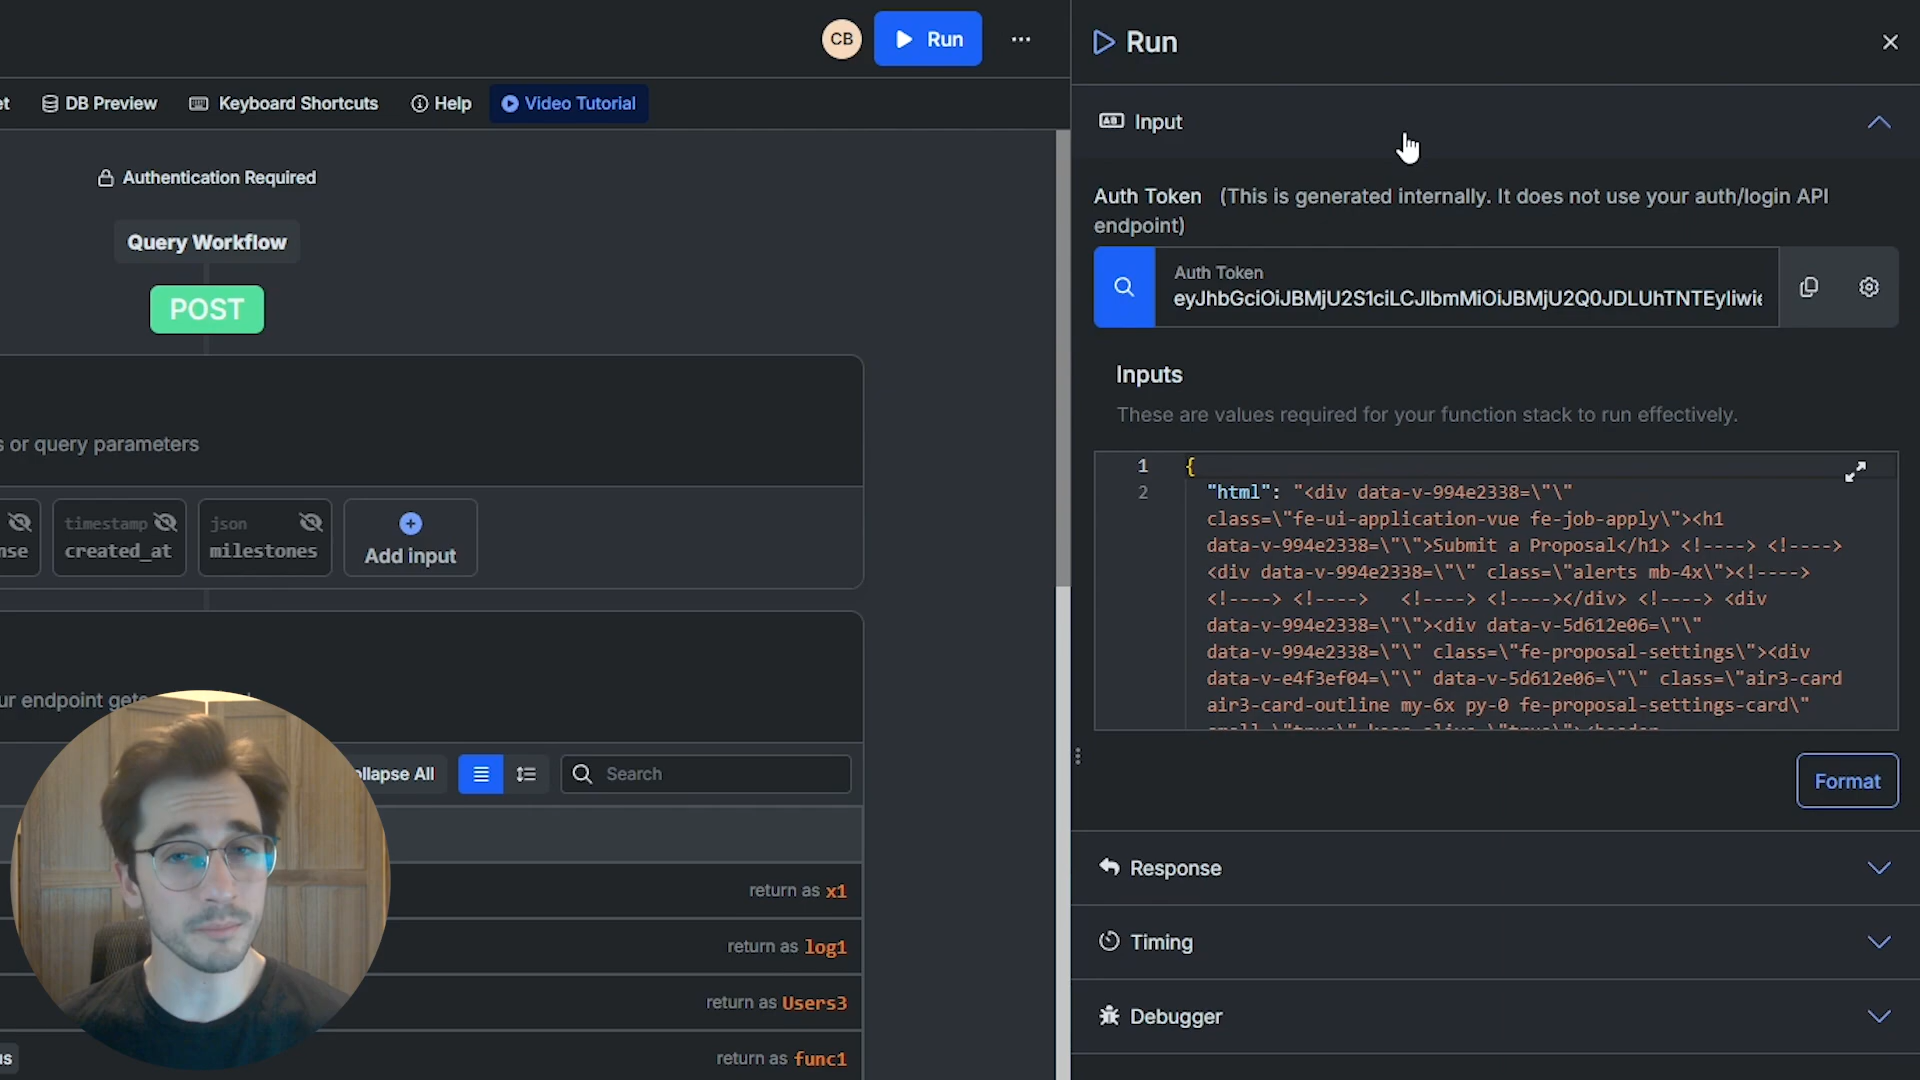 CB
Run
Run
DB Preview
Keyboard Shortcuts
Help
Video Tutorial
Input
Authentication Required
Auth Token (This is generated internally. It does not use your auth/login API
endpoint)
Query Workflow
POST
Auth Token
Inputs
These are values required for your function stack to run effectively.
or query parameters
1 {
2 "html": "<div data-v-994e2338=\"\"
class=\"fe-ui-application-vue fe-job-apply\"><h1
data-v-994e2338=\"\">Submit a Proposal</h1> <!----> <!---->
<div data-v-994e2338=\"\" class=\"alerts mb-4x\"><!---->
<!----> <!----> <!----> <!----></div> <!----> <div
data-v-994e2338=\"\"><div data-v-5d612e06=\"\"
data-v-994e2338=\"\" class=\"fe-proposal-settings\"><div
data-v-e4f3ef04=\"\" data-v-5d612e06=\"\" class=\"air3-card
air3-card-outline my-6x py-0 fe-proposal-settings-card\"
timestamp
created_at
json
milestones
Add input
endpoint
Collapse All
Search
Format
return as x1
return as log1
return as Users3
return as func1
Response
Timing
Debugger